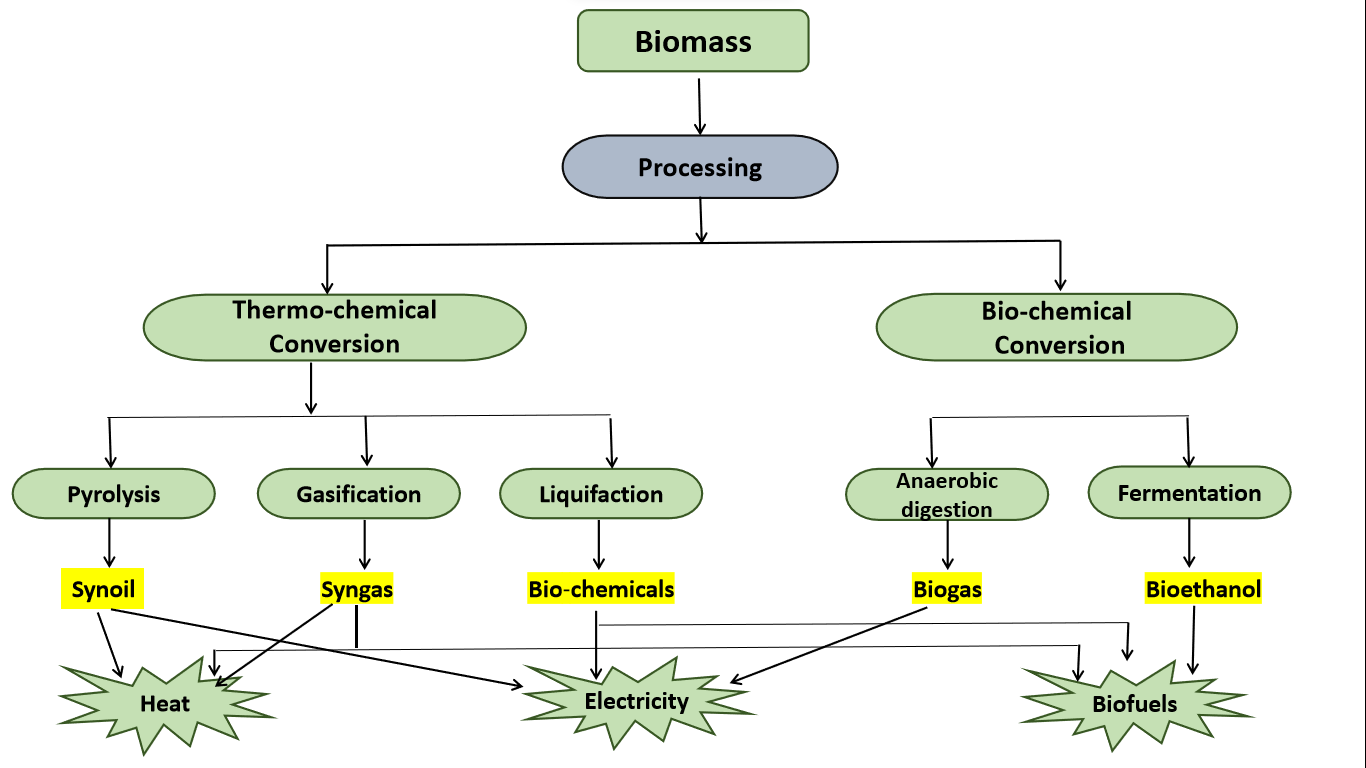 Biomass
Processing
Thermo-chemical
Conversion
Bio-chemical
Conversion
Pyrolysis
Gasification
Liquifaction
Anaerobic
digestion
Fermentation
Synoil
Syngas
Bio-chemicals
Biogas
Bioethanol
Heat
Electricity
Biofuels